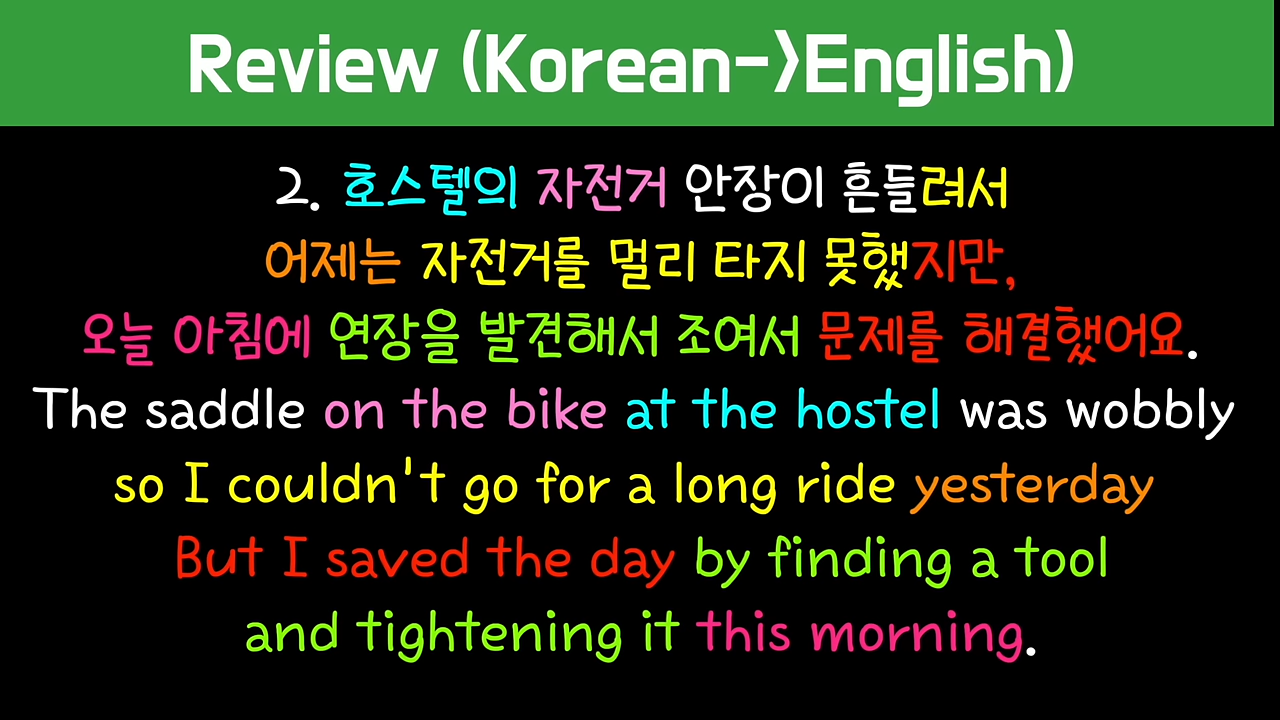 Review (Korean->English)
2. 호스텔의 자전거 안장이 흔들려서
어제는 자전거를 멀리 타지 못했지만,
오늘 아침에 연장을 발견해서 조여서 문제를 해결했어요.
The saddle on the bike at the hostel was wobbly
so I couldn't go for a long ride yesterday
But I saved the day by finding a tool
and tightening it this morning.